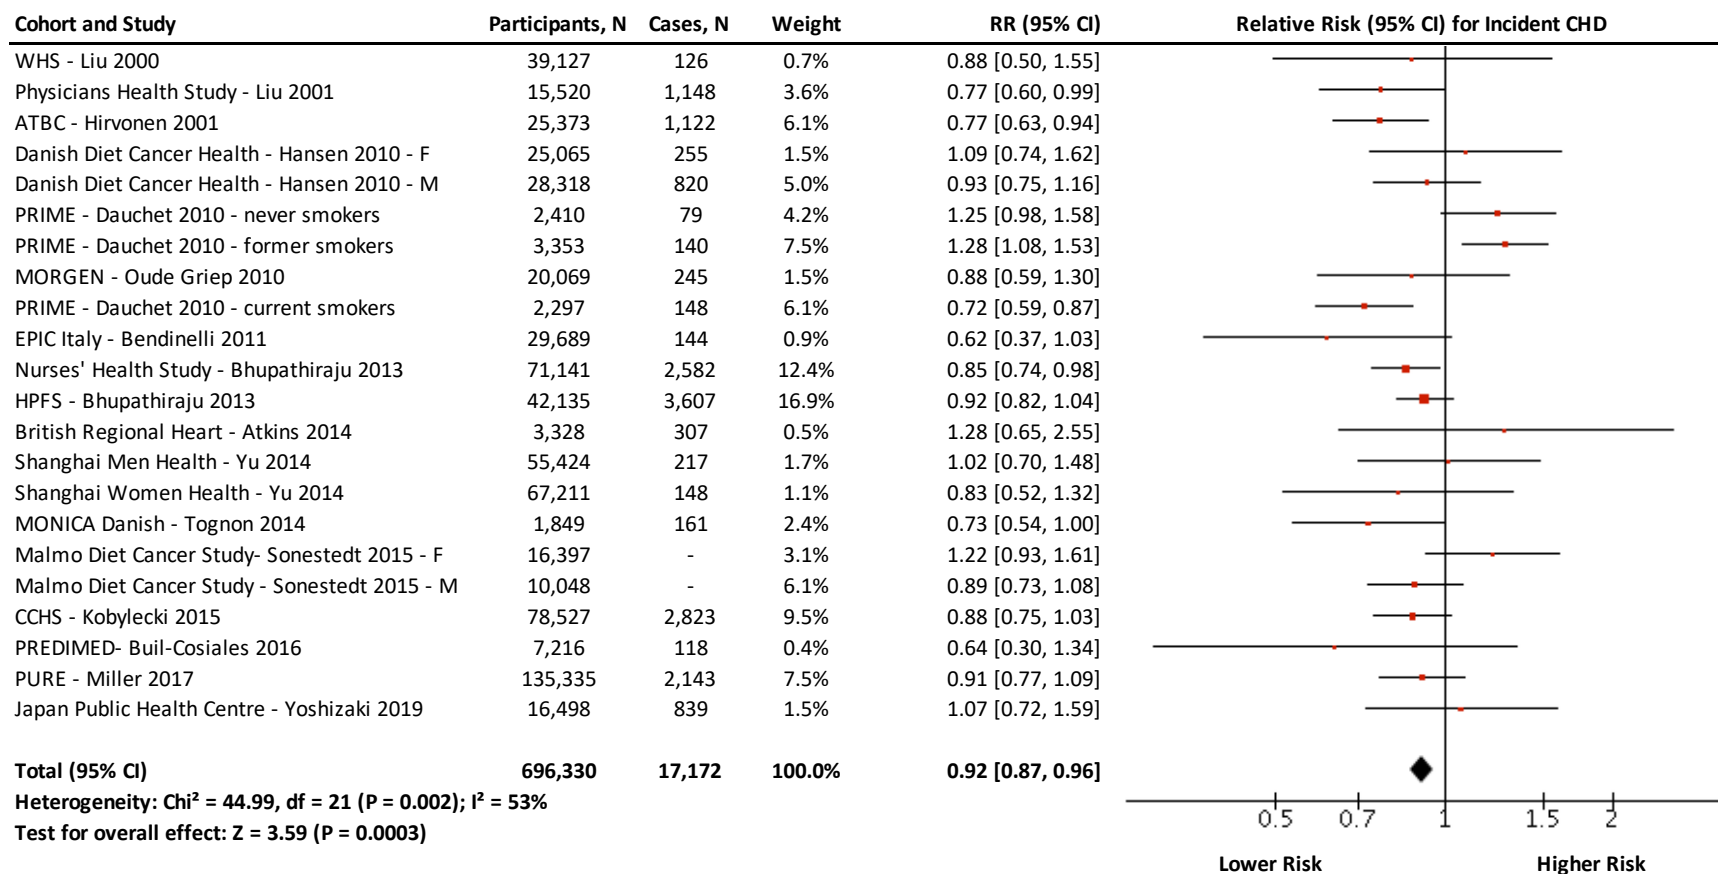 Cohort and Study Participants, N Cases, N Weight RR (95% CI) Relative Risk (95% CI) for Incident CHD
WHS - Liu 2000 39,127 126 0.7% 0.88 [0.50, 1.55]
Physicians Health Study - Liu 2001 15,520 1,148 3.6% 0.77 [0.60, 0.99]
ATBC - Hirvonen 2001 25,373 1,122 6.1% 0.77 [0.63, 0.94]
Danish Diet Cancer Health - Hansen 2010 - F 25,065 255 1.5% 1.09 [0.74, 1.62]
Danish Diet Cancer Health - Hansen 2010 - M 28,318 820 5.0% 0.93 [0.75, 1.16]
PRIME - Dauchet 2010 - never smokers 2,410 79 4.2% 1.25 [0.98, 1.58]
PRIME - Dauchet 2010 - former smokers 3,353 140 7.5% 1.28 [1.08, 1.53]
MORGEN - Oude Griep 2010 20,069 245 1.5% 0.88 [0.59, 1.30]
PRIME - Dauchet 2010 - current smokers 2,297 148 6.1% 0.72 [0.59, 0.87]
EPIC Italy - Bendinelli 2011 29,689 144 0.9% 0.62 [0.37, 1.03]
Nurses' Health Study - Bhupathiraju 2013 71,141 2,582 12.4% 0.85 [0.74, 0.98]
HPFS - Bhupathiraju 2013 42,135 3,607 16.9% 0.92 [0.82, 1.04]
British Regional Heart - Atkins 2014 3,328 307 0.5% 1.28 [0.65, 2.55]
Shanghai Men Health - Yu 2014 55,424 217 1.7% 1.02 [0.70, 1.48]
Shanghai Women Health - Yu 2014 67,211 148 1.1% 0.83 [0.52, 1.32]
MONICA Danish - Tognon 2014 1,849 161 2.4% 0.73 [0.54, 1.00]
Malmo Diet Cancer Study- Sonestedt 2015 - F 16,397 - 3.1% 1.22 [0.93, 1.61]
Malmo Diet Cancer Study - Sonestedt 2015 - M 10,048 - 6.1% 0.89 [0.73, 1.08]
CCHS - Kobylecki 2015 78,527 2,823 9.5% 0.88 [0.75, 1.03]
PREDIMED- Buil-Cosiales 2016 7,216 118 0.4% 0.64 [0.30, 1.34]
PURE - Miller 2017 135,335 2,143 7.5% 0.91 [0.77, 1.09]
Japan Public Health Centre - Yoshizaki 2019 16,498 839 1.5% 1.07 [0.72, 1.59]
Total (95% CI) 696,330 17,172 100.0% 0.92 [0.87, 0.96]
Heterogeneity: Chi² = 44.99, df = 21 (P = 0.002); I² = 53%
Test for overall effect: Z = 3.59 (P = 0.0003)
0.5 0.7 1 1.5 2
Lower Risk Higher Risk